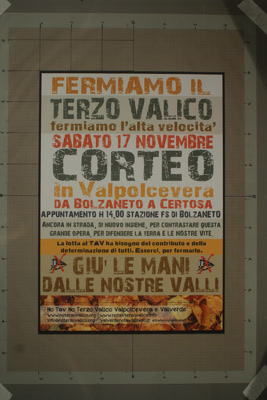 FERMIAMO IL
TERZO VALICO
fermiamo l'alta velocita'
SABATO 17 NOVEMBRE
CORTEO
in Valpolcevera
DA BOLZANETO A CERTOSA
APPUNTAMENTO H 14,00 STAZIONE FS DI BOLZANETO
ANCORA IN STRADA, DI NUOVO INSIEME, PER CONTRASTARE QUESTA
GRANDE OPERA, PER DIFENDERE LA TERRA E LE NOSTRE VITE.
La lotta al TAV ha bisogno del contributo e della
determinazione di tutti. Esserci, per fermarlo.
GIU' LE MANI
DALLE NOSTRE VALLI
No Tav No Terzo Valico Valpolcevera e Valverde